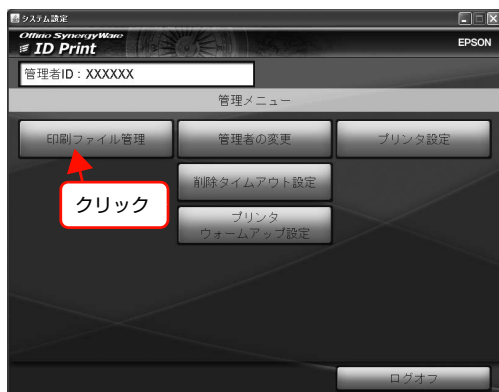 システム設定
Offirio SynergyWare
ID Print
EPSON
管理者ID：XXXXXX
管理メニュー
印刷ファイル管理
管理者の変更
プリンタ設定
クリック
削除タイムアウト設定
プリンタ
ウォームアップ設定
ログオフ